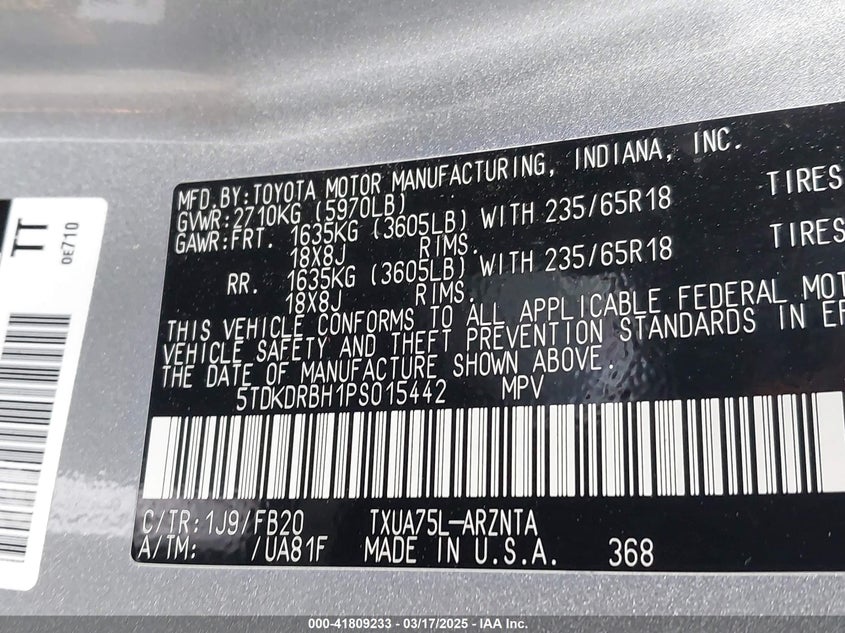 TT
0E710
MFD.BY:TOYOTA MOTOR MANUFACTURING, INDIANA, INC.
GVWR:2710KG (5970LB)
GAWR:FRT. 1635KG (3605LB) WITH 235/65R18 TIRES
18X8J RIMS.
RR. 1635KG (3605LB) WITH 235/65R18 TIRES
18X8J RIMS.
THIS VEHICLE CONFORMS TO ALL APPLICABLE FEDERAL MOT
VEHICLE SAFETY AND THEFT PREVENTION STANDARDS IN EF
THE DATE OF MANUFACTURE SHOWN ABOVE.
5TDKDRBH1PS015442 MPV
C/TR:1J9/FB20 TXUA75L-ARZNTA
A/TM: /UA81F MADE IN U.S.A. 368
000-41809233 - 03/17/2025 - IAA Inc.